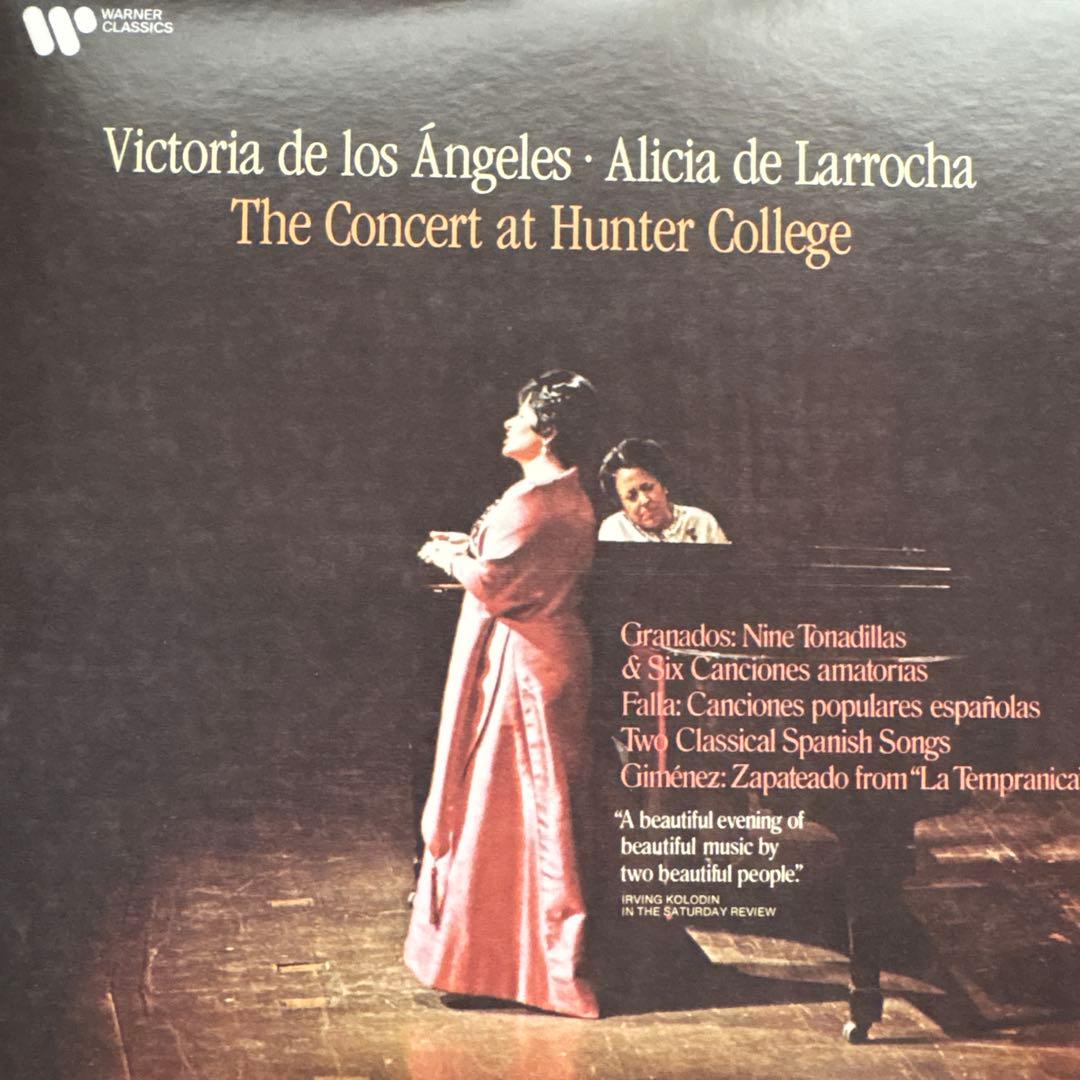 WARNER
CLASSICS
Victoria de los Ángeles · Alicia de Larrocha
The Concert at Hunter College
Granados: Nine Tonadillas
& Six Canciones amatorias
Falla: Canciones populares españolas
Two Classical Spanish Songs
Giménez: Zapateado from “La Tempranica”
“A beautiful evening of
beautiful music by
two beautiful people.”
IRVING KOLODIN
IN THE SATURDAY REVIEW